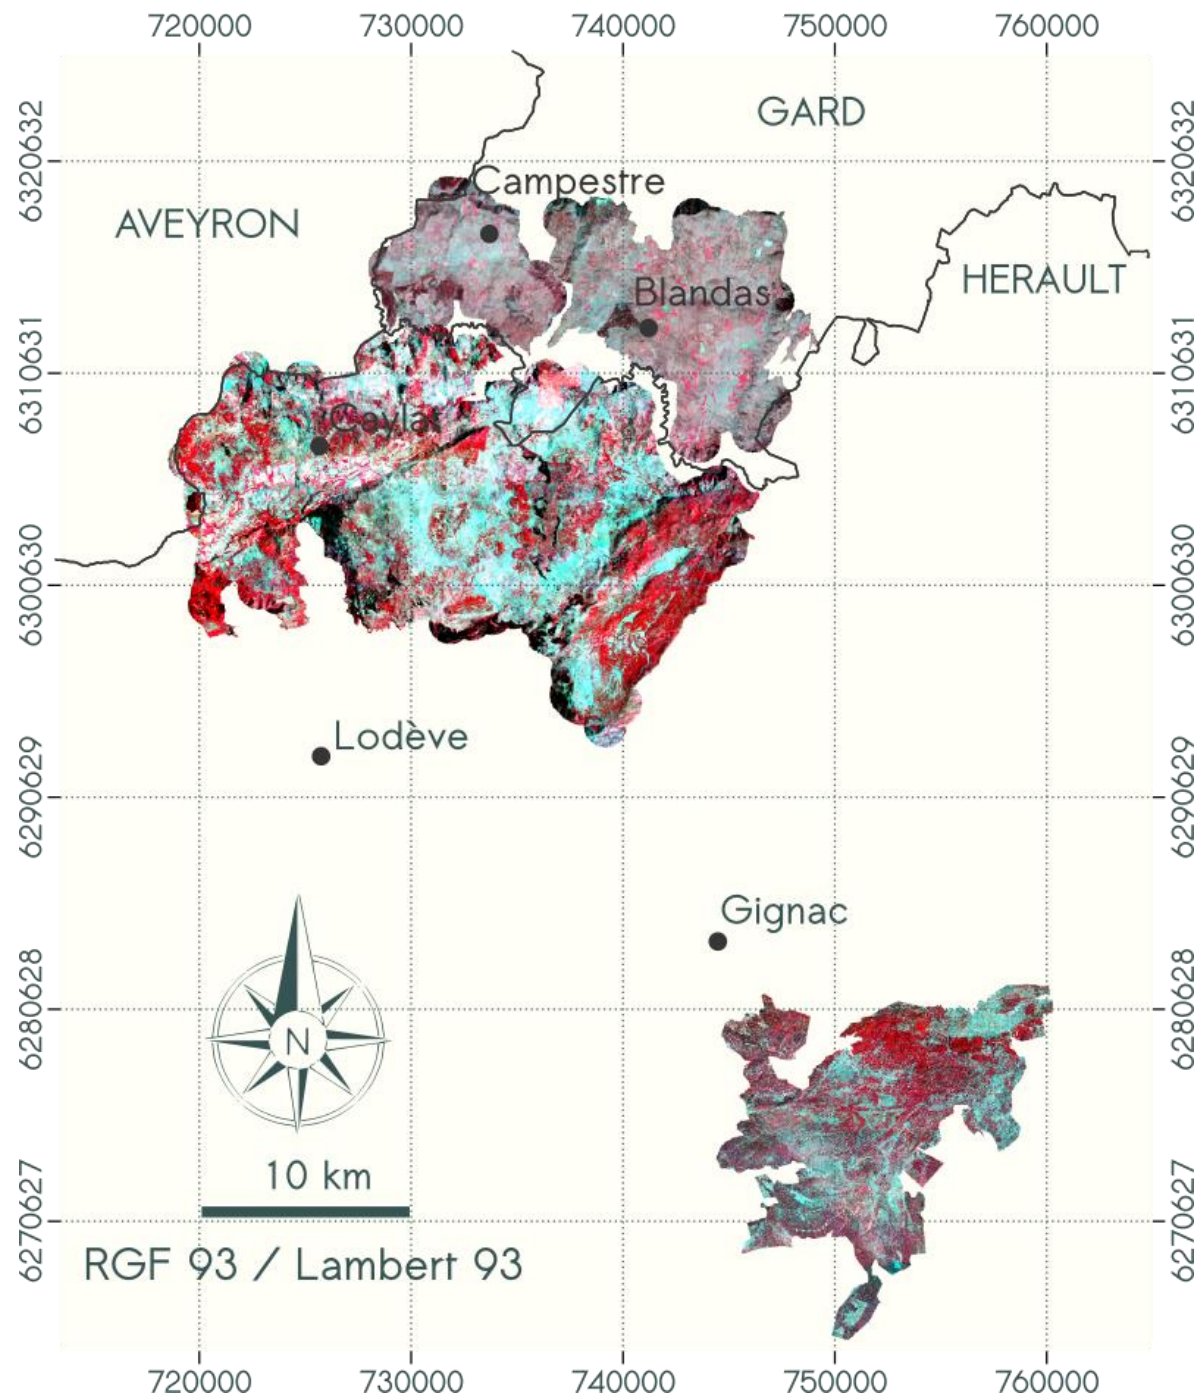 720000 730000 740000 750000 760000
GARD
6320632 6320632
Campestre
AVEYRON
HERAULT
Blandas
6310631 6310631
Caylar
6300630 6300630
Lodève
6290629 6290629
Gignac
6280628 6280628
N
10 km
6270627 6270627
RGF 93 / Lambert 93
720000 730000 740000 750000 760000